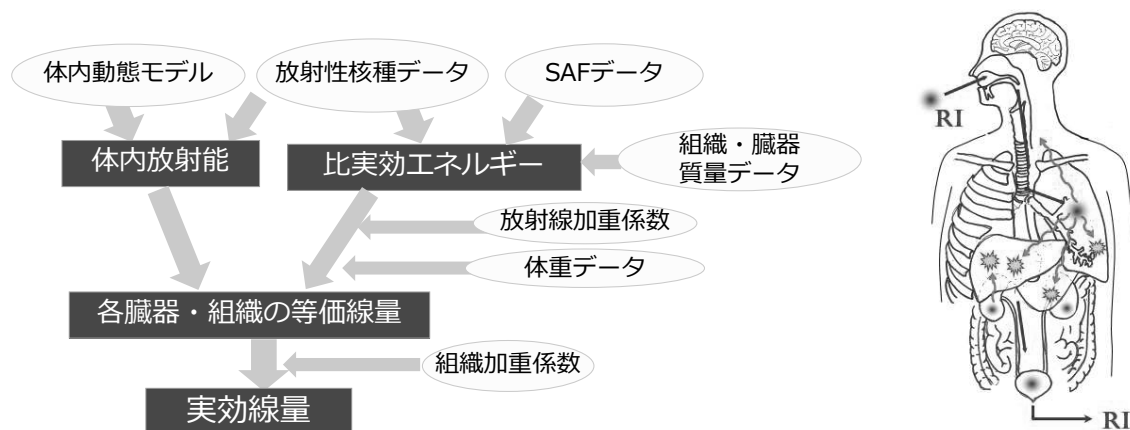 体内動態モデル
放射性核種データ
SAFデータ
体内放射能
比実効エネルギー
組織・臓器
質量データ
放射線加重係数
体重データ
各臓器・組織の等価線量
組織加重係数
実効線量
RI
RI